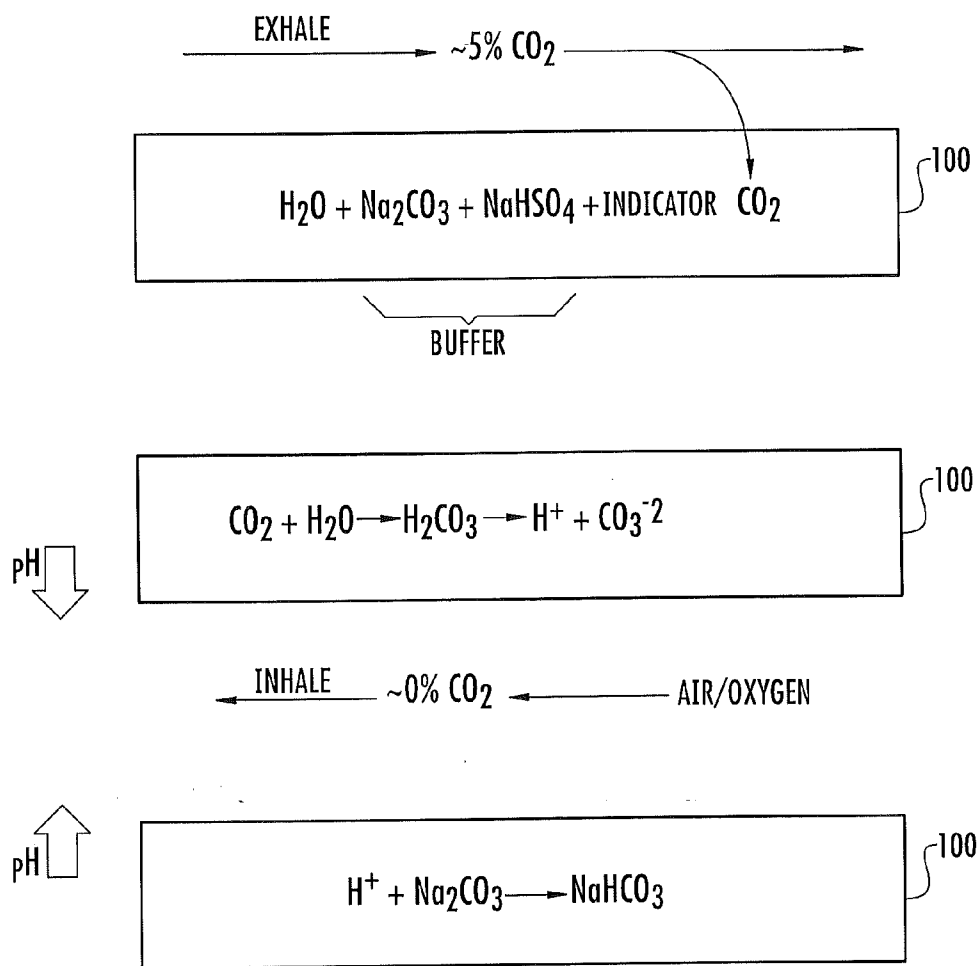 EXHALE ~5% CO₂
100
H₂O + Na₂CO₃ + NaHSO₄ + INDICATOR CO₂
BUFFER
100
CO₂ + H₂O → H₂CO₃ → H⁺ + CO₃⁻²
pH
INHALE ~0% CO₂ AIR/OXYGEN
pH
100
H⁺ + Na₂CO₃ → NaHCO₃